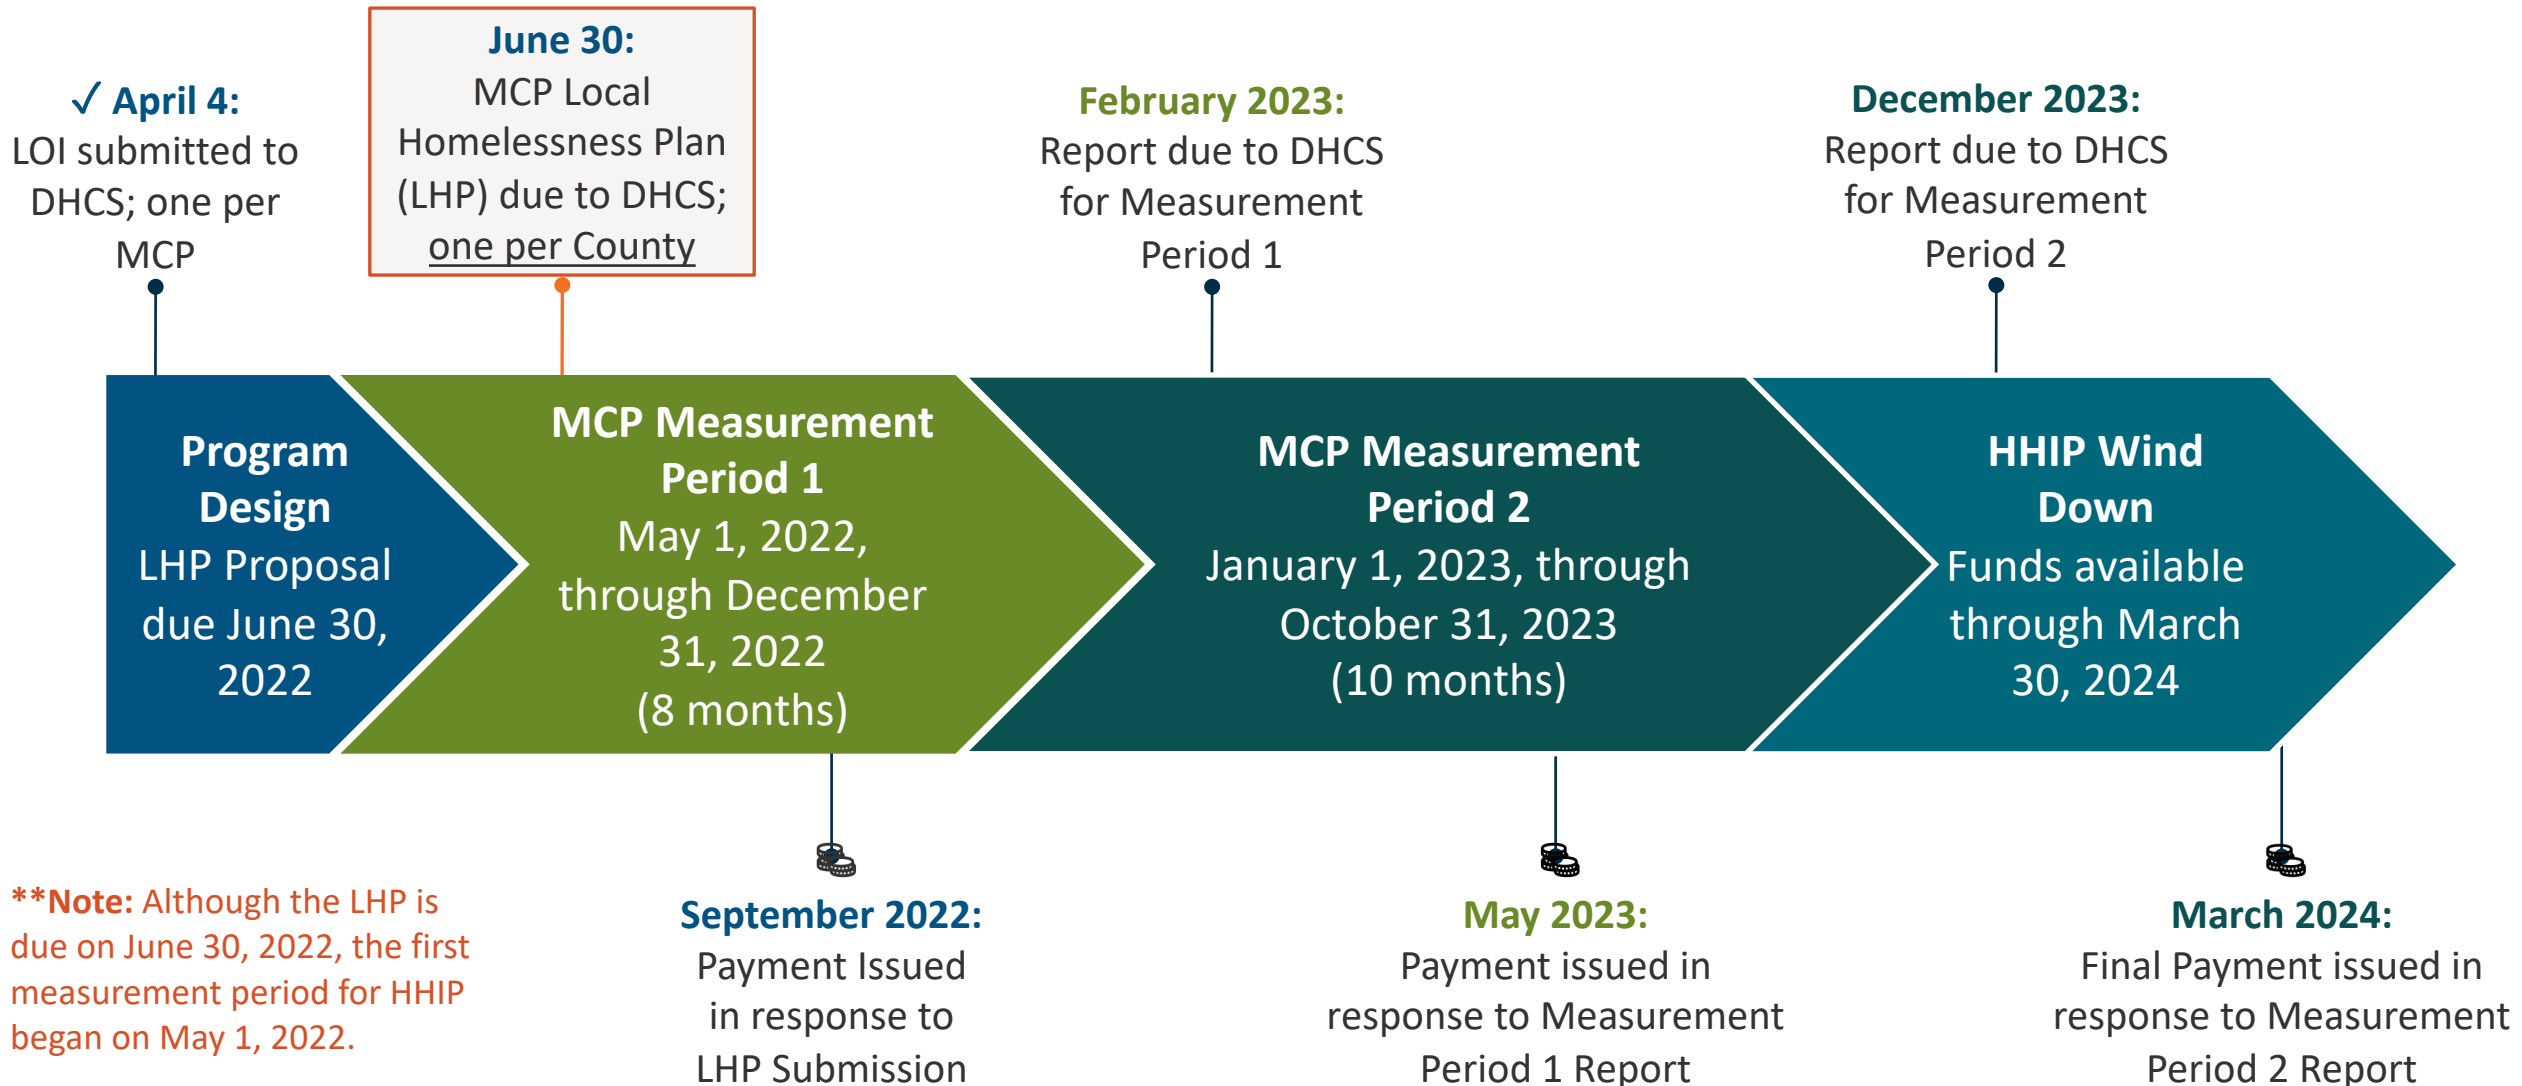 ✓ April 4:
LOI submitted to
DHCS; one per
MCP
June 30:
MCP Local
Homelessness Plan
(LHP) due to DHCS;
one per County
February 2023:
Report due to DHCS
for Measurement
Period 1
December 2023:
Report due to DHCS
for Measurement
Period 2
Program
Design
LHP Proposal
due June 30,
2022
MCP Measurement
Period 1
May 1, 2022,
through December
31, 2022
(8 months)
MCP Measurement
Period 2
January 1, 2023, through
October 31, 2023
(10 months)
HHIP Wind
Down
Funds available
through March
30, 2024
**Note: Although the LHP is
due on June 30, 2022, the first
measurement period for HHIP
began on May 1, 2022.
September 2022:
Payment Issued
in response to
LHP Submission
May 2023:
Payment issued in
response to Measurement
Period 1 Report
March 2024:
Final Payment issued in
response to Measurement
Period 2 Report